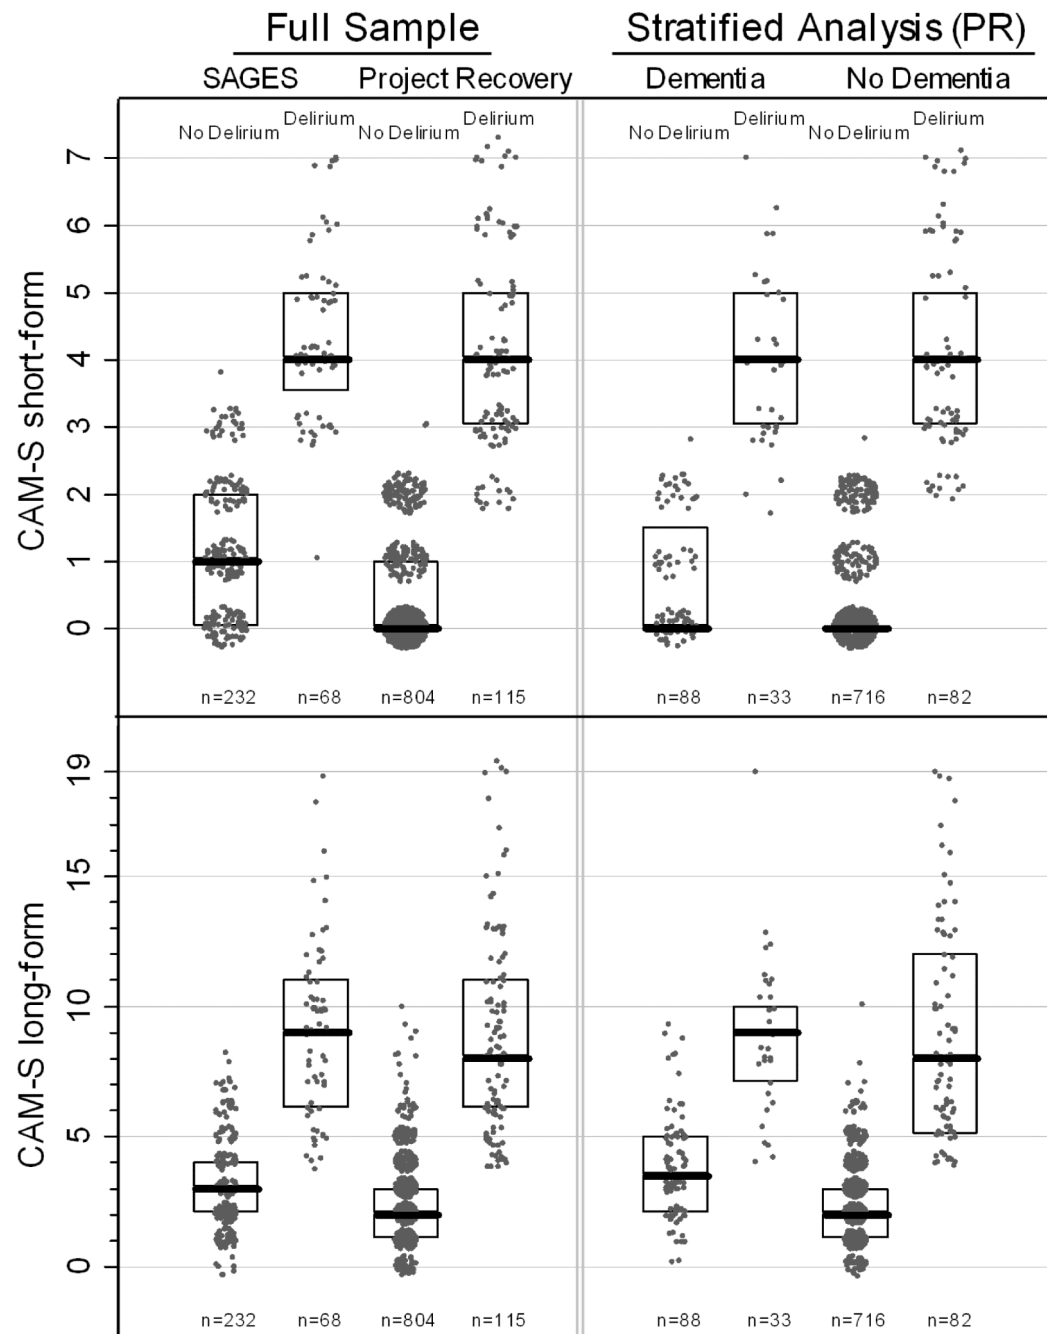 Full Sample Stratified Analysis (PR)
SAGES Project Recovery Dementia No Dementia
No Delirium Delirium No Delirium Delirium No Delirium Delirium No Delirium Delirium
CAM-S short-form
7
6
5
4
3
2
1
0
n=232 n=68 n=804 n=115 n=88 n=33 n=716 n=82
CAM-S long-form
19
15
10
5
0
n=232 n=68 n=804 n=115 n=88 n=33 n=716 n=82